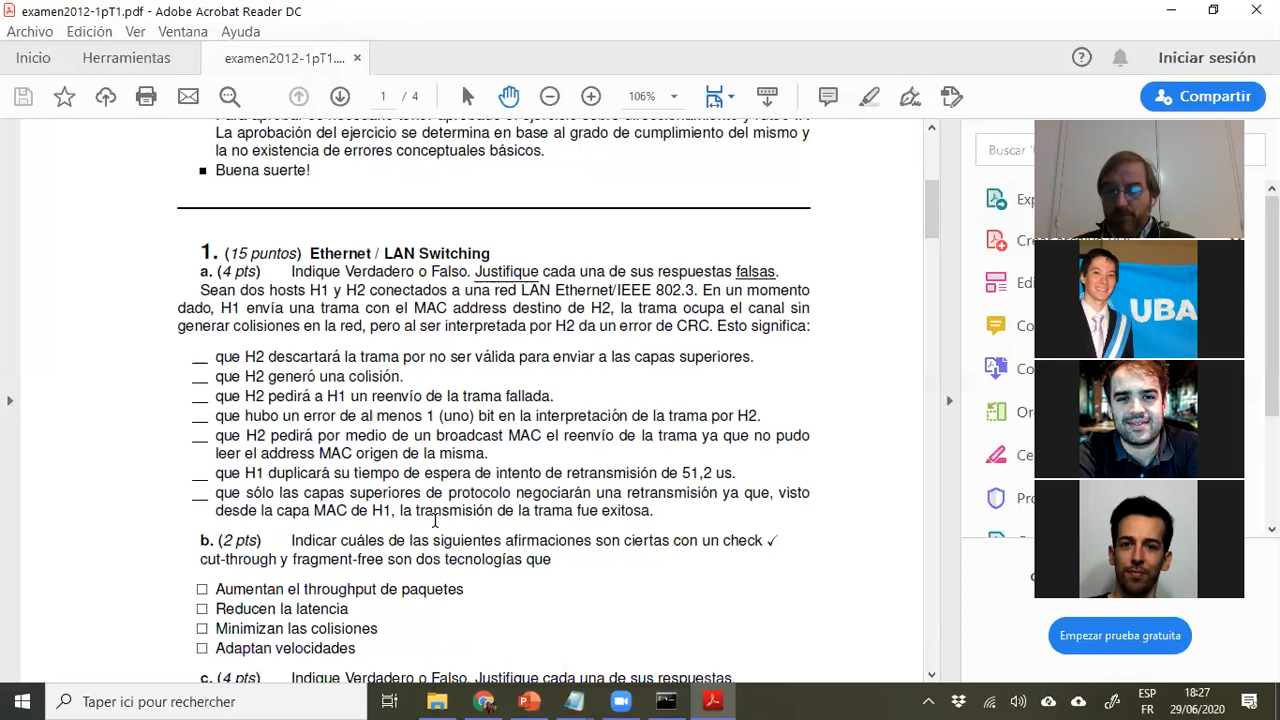 examen2012-1pT1.pdf - Adobe Acrobat Reader DC
Archivo Edición Ver Ventana Ayuda
Inicio Herramientas examen2012-1pT1.... × Iniciar sesión
1 / 4 106% Compartir
La aprobación del ejercicio se determina en base al grado de cumplimiento del mismo y
la no existencia de errores conceptuales básicos.
■ Buena suerte!
Buscar
1. (15 puntos) Ethernet / LAN Switching
a. (4 pts) Indique Verdadero o Falso. Justifique cada una de sus respuestas falsas.
Sean dos hosts H1 y H2 conectados a una red LAN Ethernet/IEEE 802.3. En un momento
dado, H1 envía una trama con el MAC address destino de H2, la trama ocupa el canal sin
generar colisiones en la red, pero al ser interpretada por H2 da un error de CRC. Esto significa:
__ que H2 descartará la trama por no ser válida para enviar a las capas superiores.
__ que H2 generó una colisión.
__ que H2 pedirá a H1 un reenvío de la trama fallada.
__ que hubo un error de al menos 1 (uno) bit en la interpretación de la trama por H2.
__ que H2 pedirá por medio de un broadcast MAC el reenvío de la trama ya que no pudo
leer el address MAC origen de la misma.
__ que H1 duplicará su tiempo de espera de intento de retransmisión de 51,2 us.
__ que sólo las capas superiores de protocolo negociarán una retransmisión ya que, visto
desde la capa MAC de H1, la transmisión de la trama fue exitosa.
b. (2 pts) Indicar cuáles de las siguientes afirmaciones son ciertas con un check ✓
cut-through y fragment-free son dos tecnologías que
□ Aumentan el throughput de paquetes
□ Reducen la latencia
□ Minimizan las colisiones
□ Adaptan velocidades
c. (4 pts) Indique Verdadero o Falso. Justifique cada una de sus respuestas.
UBA
Empezar prueba gratuita
Taper ici pour rechercher
ESP
FR
18:27
29/06/2020